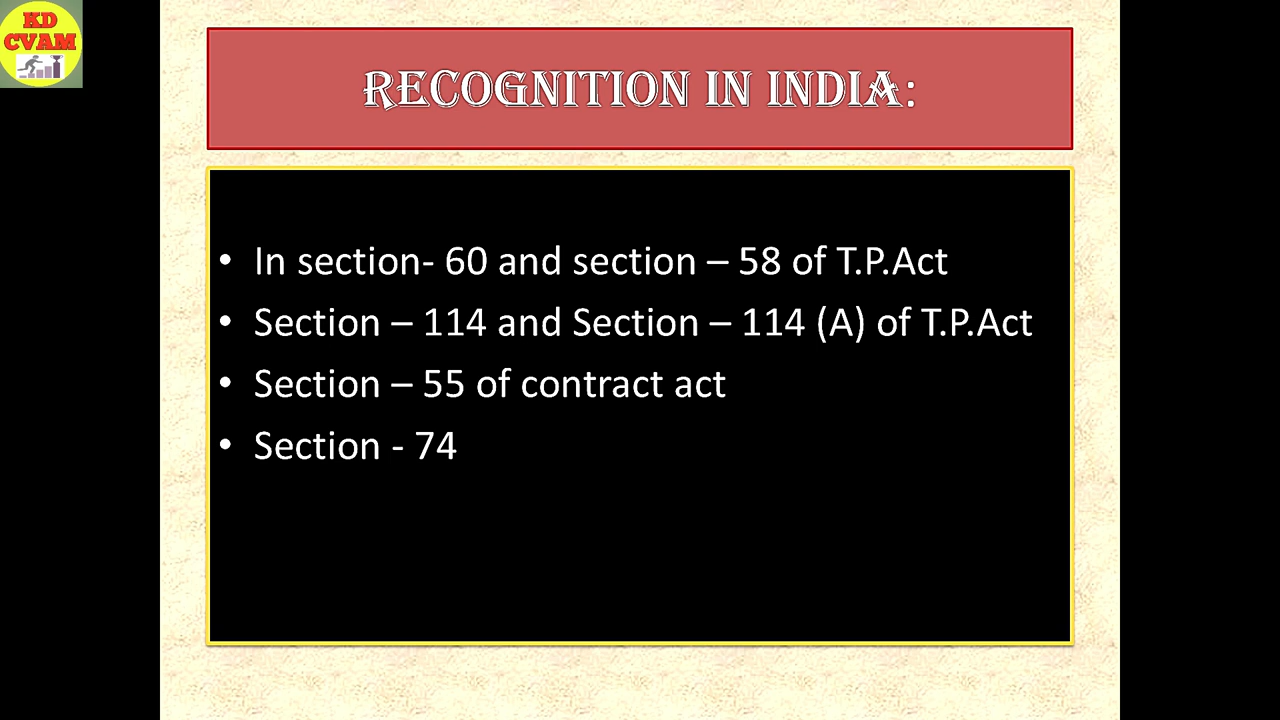 KD
CVAM
RECOGNITION IN INDIA:
• In section- 60 and section – 58 of T.P.Act
• Section – 114 and Section – 114 (A) of T.P.Act
• Section – 55 of contract act
• Section - 74